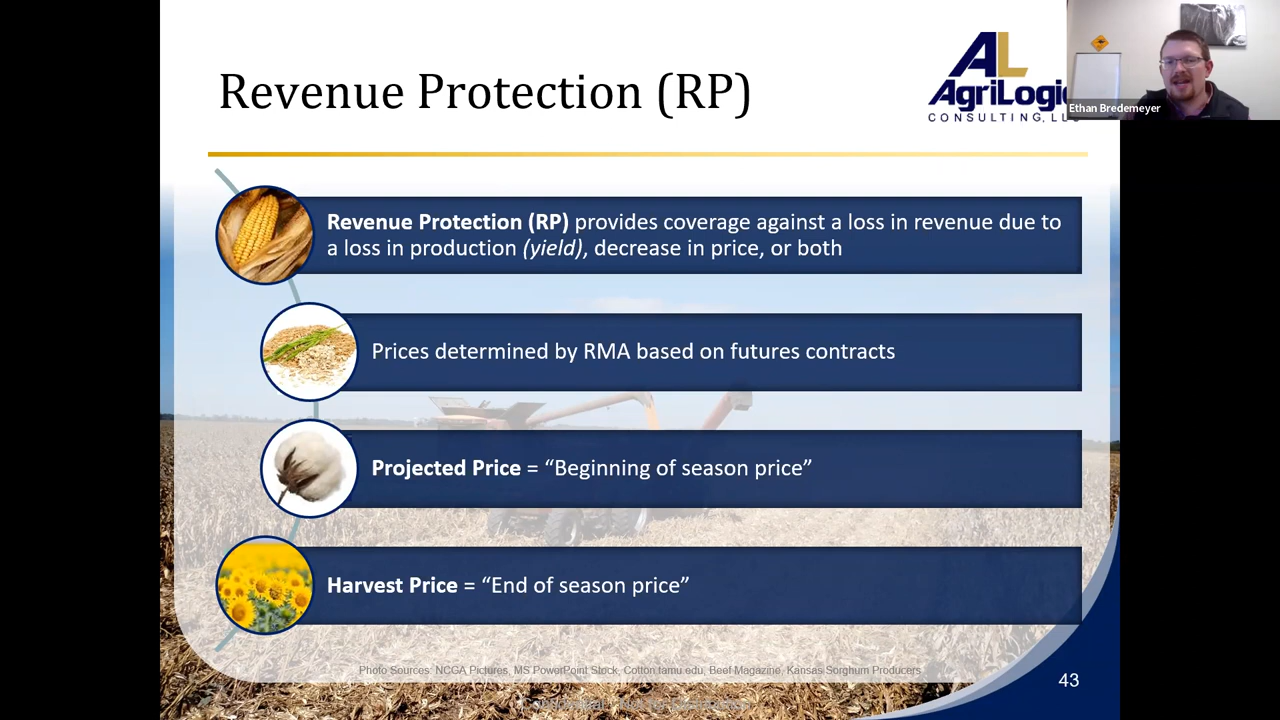 Revenue Protection (RP)
AL
AgriLogic
CONSULTING, LL
Ethan Bredemeyer
Revenue Protection (RP) provides coverage against a loss in revenue due to
a loss in production (yield), decrease in price, or both
Prices determined by RMA based on futures contracts
Projected Price = “Beginning of season price”
Harvest Price = “End of season price”
Photo Sources: NCGA Pictures, MS PowerPoint Stock, Cotton.tamu.edu, Beef Magazine, Kansas Sorghum Producers
43